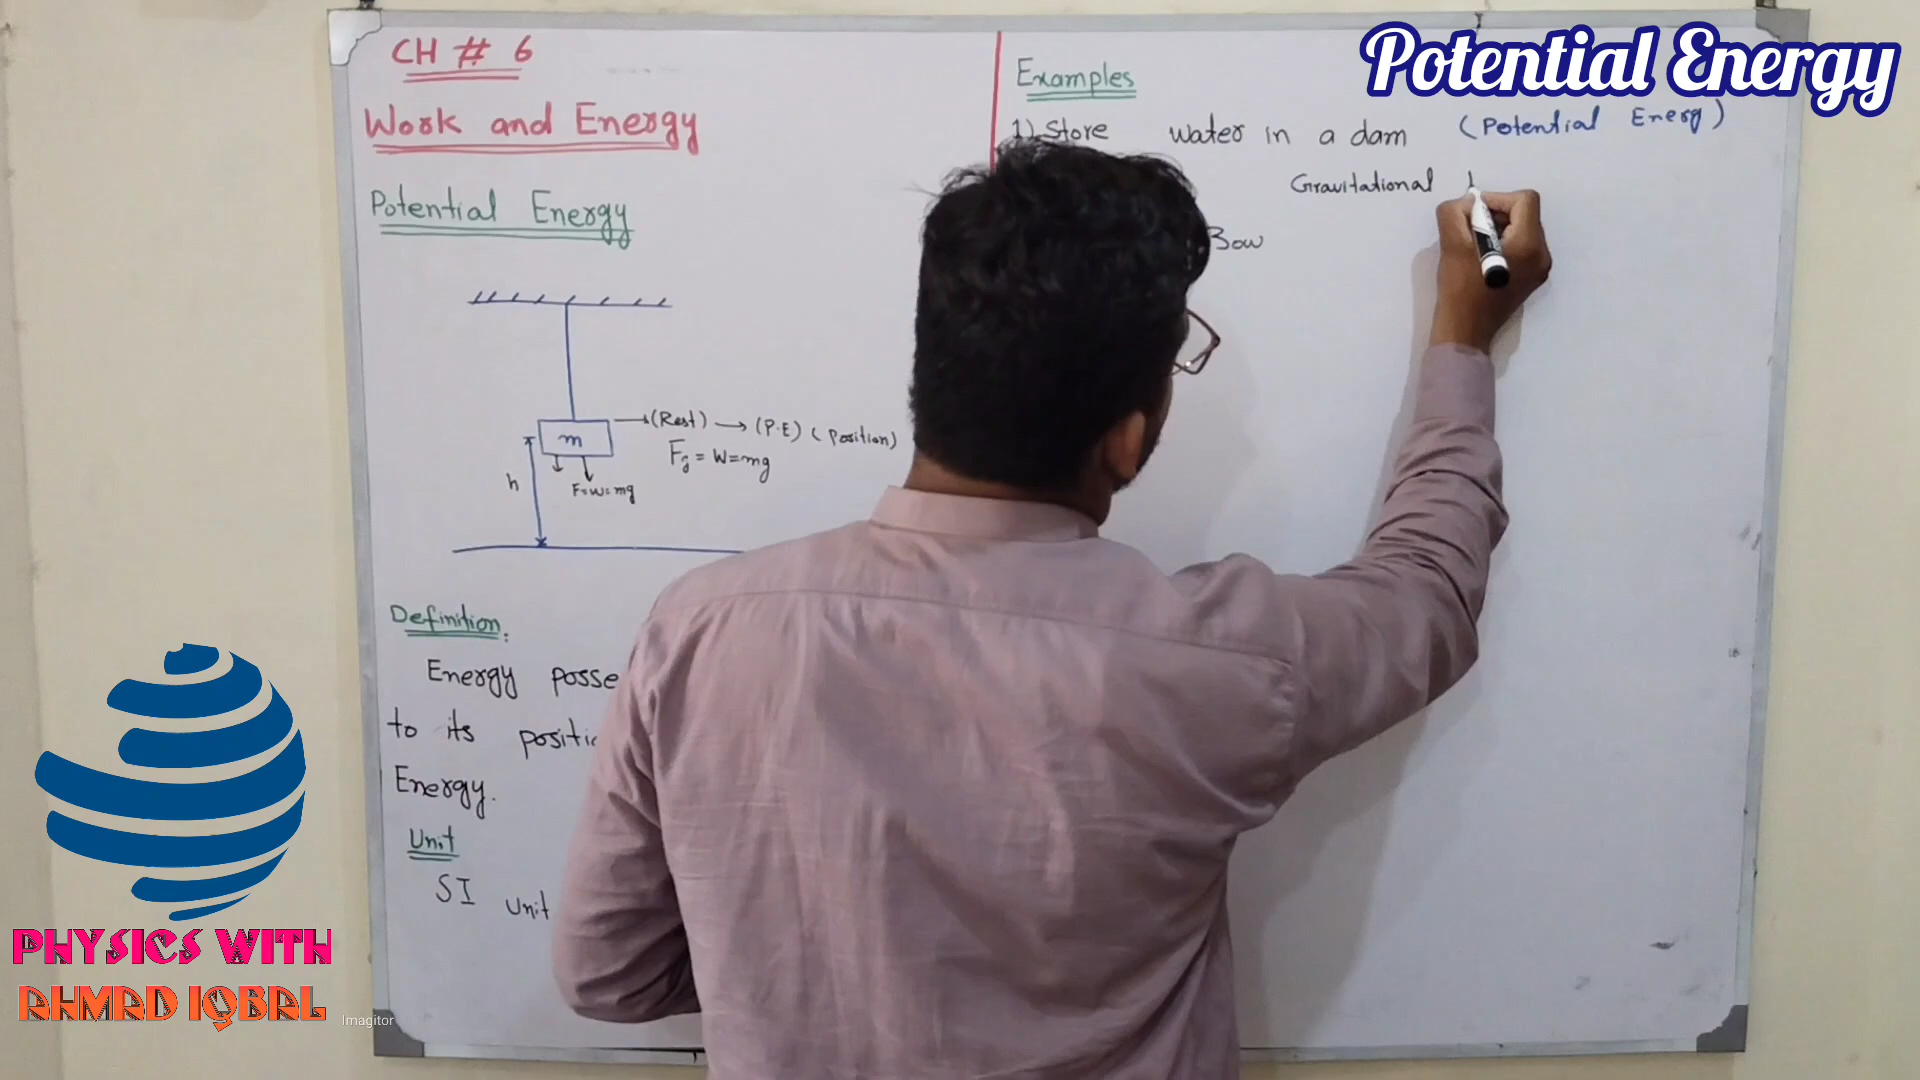 CH # 6
Work and Energy
Potential Energy
m
(Rest) → (P.E) (Position)
Fg = W=mg
h
F=W=mg
Definition:
Energy posse
to its positi
Energy.
Unit
SI Unit
Potential Energy
Examples
1) Store water in a dam (Potential Energ)
Gravitational
Bow
PHYSICS WITH
AHMAD IQBAL
Imagitor